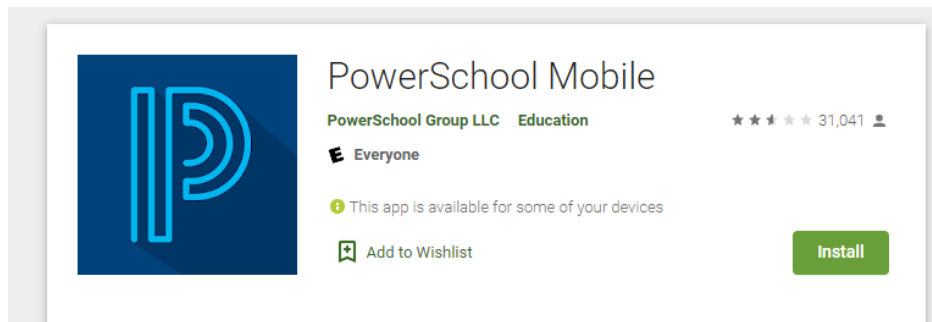 PowerSchool Mobile
PowerSchool Group LLC Education 31,041
E Everyone
This app is available for some of your devices
Add to Wishlist
Install